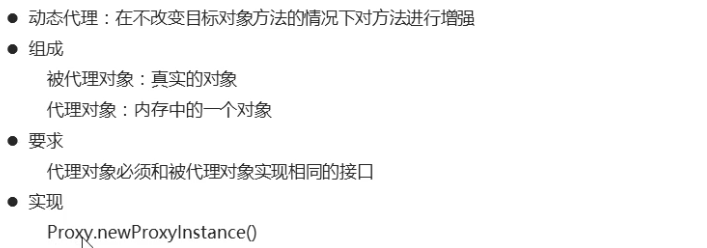 ● 动态代理：在不改变目标对象方法的情况下对方法进行增强
● 组成
被代理对象：真实的对象
代理对象：内存中的一个对象
● 要求
代理对象必须和被代理对象实现相同的接口
● 实现
Proxy.newProxyInstance()